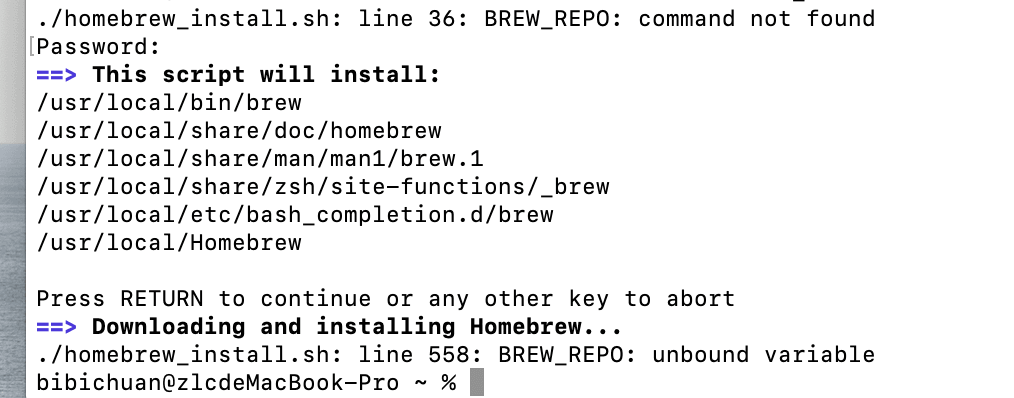 ./homebrew_install.sh: line 36: BREW_REPO: command not found
[Password:
==> This script will install:
/usr/local/bin/brew
/usr/local/share/doc/homebrew
/usr/local/share/man/man1/brew.1
/usr/local/share/zsh/site-functions/_brew
/usr/local/etc/bash_completion.d/brew
/usr/local/Homebrew
Press RETURN to continue or any other key to abort
==> Downloading and installing Homebrew...
./homebrew_install.sh: line 558: BREW_REPO: unbound variable
bibichuan@zlcdeMacBook-Pro ~ %